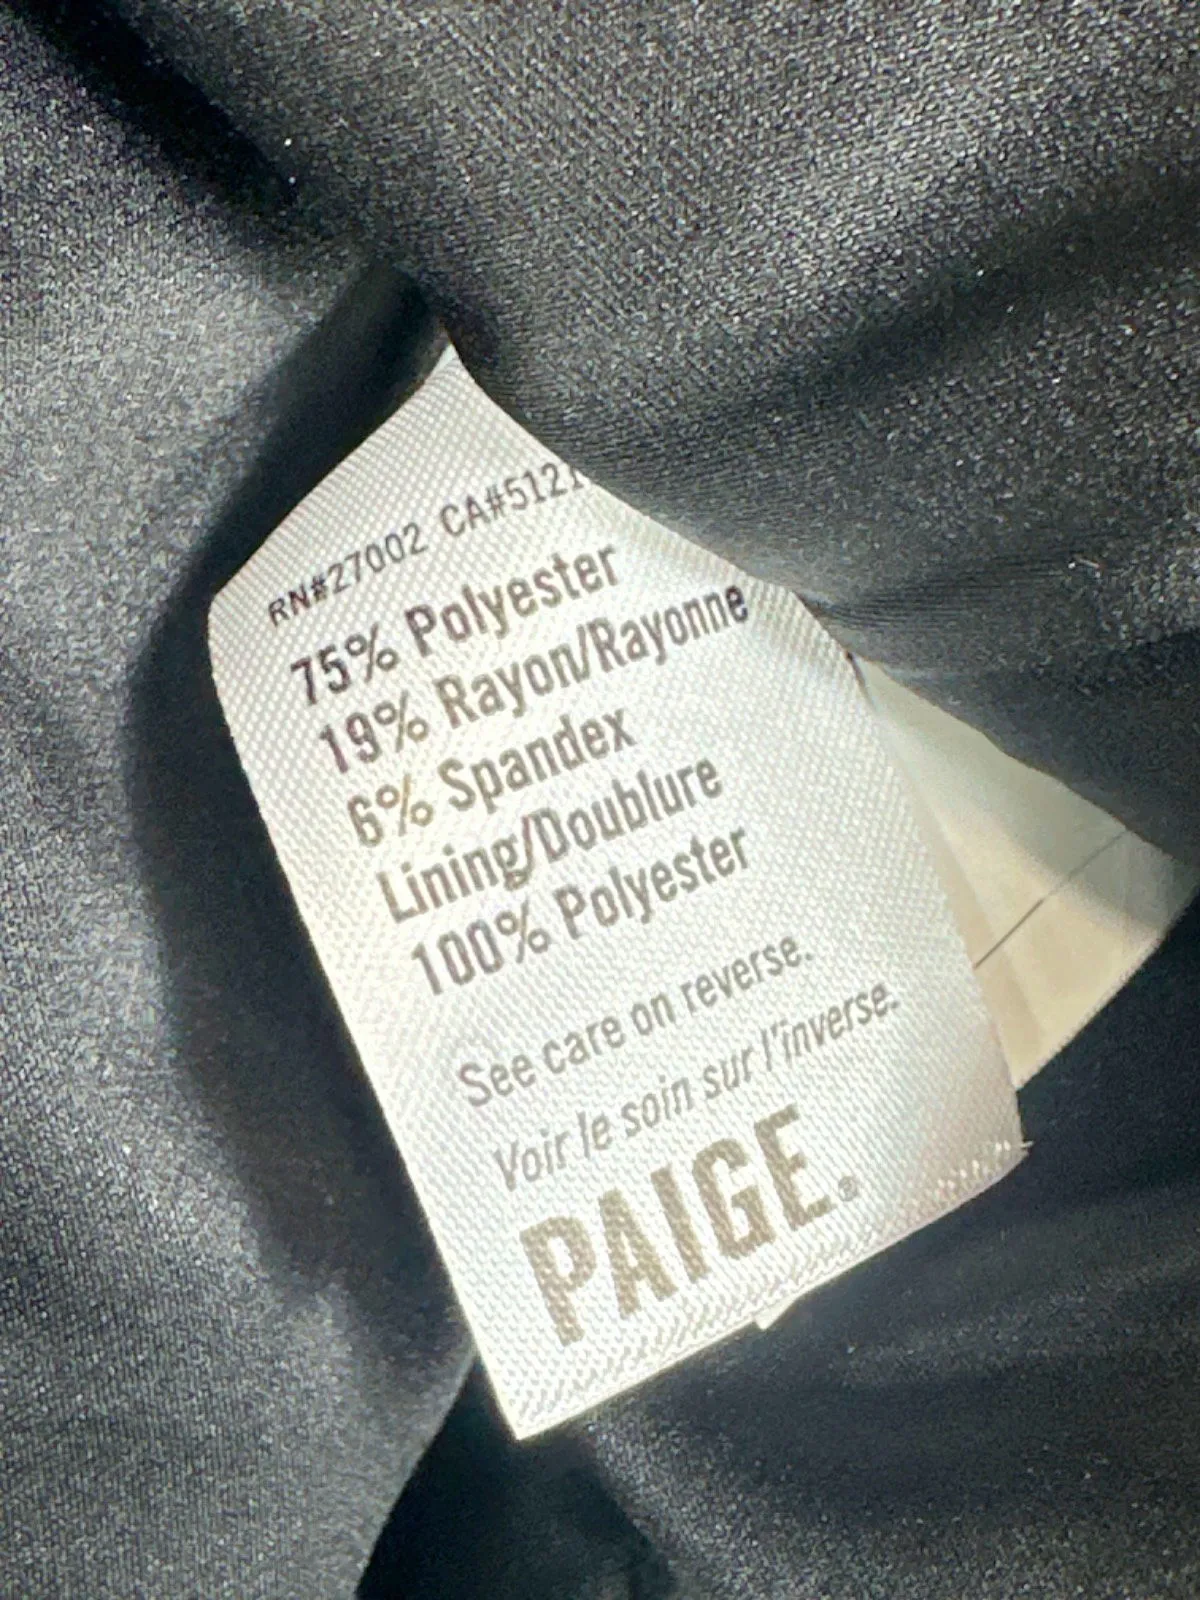 RN#27002 CA#5121
75% Polyester
19% Rayon/Rayonne
6% Spandex
Lining/Doublure
100% Polyester
See care on reverse.
Voir le soin sur l'inverse.
PAIGE.®